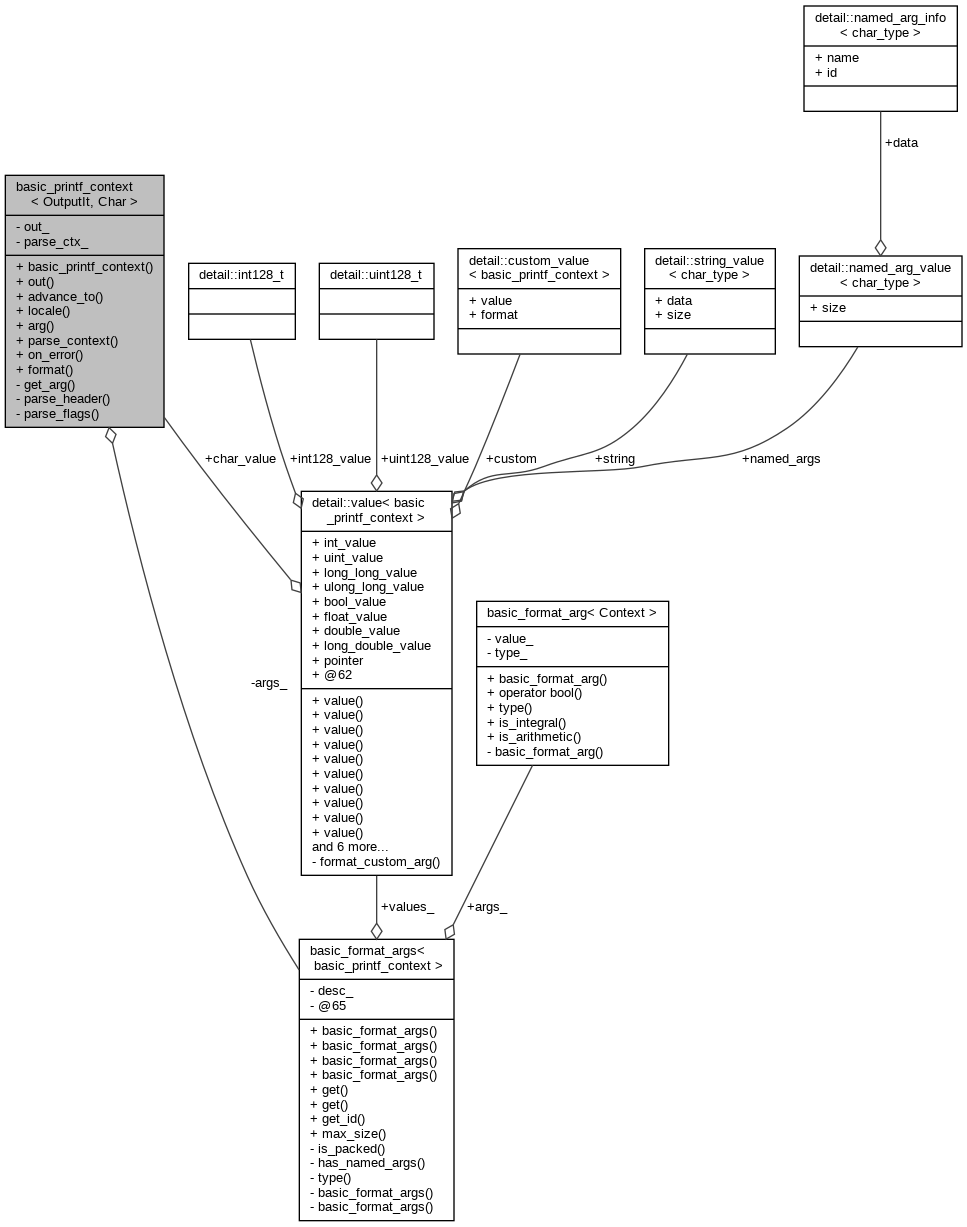 detail::named_arg_info
< char_type >
+ name
+ id
+data
basic_printf_context
< OutputIt, Char >
- out_
- parse_ctx_
+ basic_printf_context()
+ out()
+ advance_to()
+ locale()
+ arg()
+ parse_context()
+ on_error()
+ format()
- get_arg()
- parse_header()
- parse_flags()
detail::int128_t
detail::uint128_t
detail::custom_value
< basic_printf_context >
+ value
+ format
detail::string_value
< char_type >
+ data
+ size
detail::named_arg_value
< char_type >
+ size
+char_value
+int128_value
+uint128_value
+custom
+string
+named_args
detail::value< basic
_printf_context >
+ int_value
+ uint_value
+ long_long_value
+ ulong_long_value
+ bool_value
+ float_value
+ double_value
+ long_double_value
+ pointer
+ @62
+ value()
+ value()
+ value()
+ value()
+ value()
+ value()
+ value()
+ value()
+ value()
+ value()
and 6 more...
- format_custom_arg()
-args_
basic_format_arg< Context >
- value_
- type_
+ basic_format_arg()
+ operator bool()
+ type()
+ is_integral()
+ is_arithmetic()
- basic_format_arg()
+values_
+args_
basic_format_args<
basic_printf_context >
- desc_
- @65
+ basic_format_args()
+ basic_format_args()
+ basic_format_args()
+ basic_format_args()
+ get()
+ get()
+ get_id()
+ max_size()
- is_packed()
- has_named_args()
- type()
- basic_format_args()
- basic_format_args()